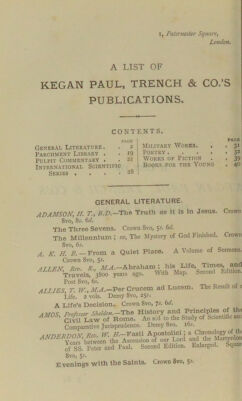 1, Paternoster Square,
London.
A LIST OF
KEGAN PAUL, TRENCH & CO.'S
PUBLICATIONS.
CONTENTS.
PAGE
General Literature. . . 2
Parchment Library . . 19
Pulpit Commentary . . 22
International Scientific
Series . . . . . 28
PAGE
Military Works. . . 31
Poetry. . . . . 32
Works of Fiction . . 39
Books for the Young . 40
GENERAL LITERATURE.
ADAMSON, H. T., B.D.—The Truth as it is in Jesus. Crown
8vo, 8s. 6d.
The Three Sevens. Crown 8vo, 5s. 6d.
The Millennium; or, The Mystery of God Finished. Crown
8vo, 6s.
A. K. H. B.—From a Quiet Place. A Volume of Sermons.
Crown 8vo, 5s.
ALLEN, Rev. R., M.A.—Abraham; his Life, Times, and
Travels, 3800 years ago. With Map. Second Edition.
Post 8vo, 6s.
ALLIES, T. W., M.A.—Per Crucem ad Lucem. The Result of a
Life. 2 vols. Demy 8vo, 25s.
A Life's Decision. Crown 8vo, 7s. 6d.
AMOS, Professor Sheldon.—The History and Principles of the
Civil Law of Rome. An aid to the Study of Scientific and
Comparative Jurisprudence. Demy 8vo, 16s.
ANDERDON, Rev. W. H.—Fasti Apostolici; a Chronology of the
Years between the Ascension of our Lord and the Martyrdom
of SS. Peter and Paul. Second Edition. Enlarged. Square
8vo, 5s.
Evenings with the Saints. Crown 8vo, 5s.